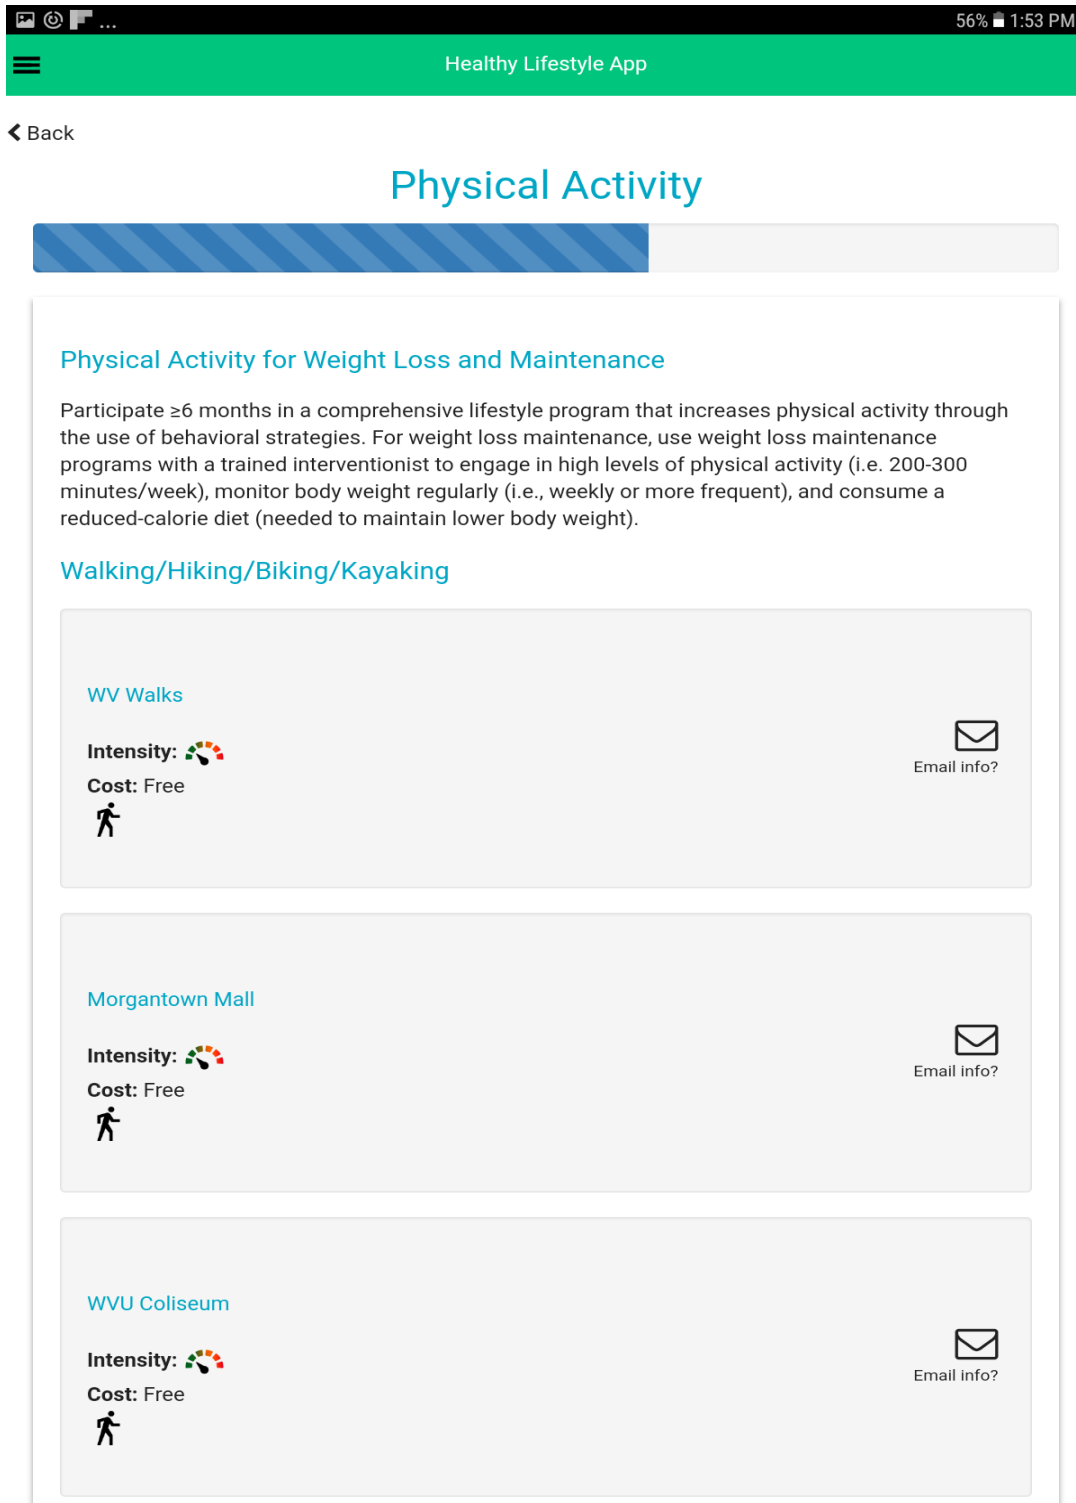 ... 56% 1:53 PM
Healthy Lifestyle App
Back
Physical Activity
Physical Activity for Weight Loss and Maintenance
Participate ≥6 months in a comprehensive lifestyle program that increases physical activity through
the use of behavioral strategies. For weight loss maintenance, use weight loss maintenance
programs with a trained interventionist to engage in high levels of physical activity (i.e. 200-300
minutes/week), monitor body weight regularly (i.e., weekly or more frequent), and consume a
reduced-calorie diet (needed to maintain lower body weight).
Walking/Hiking/Biking/Kayaking
WV Walks
Intensity:
Cost: Free
Email info?
Morgantown Mall
Intensity:
Cost: Free
Email info?
WVU Coliseum
Intensity:
Cost: Free
Email info?